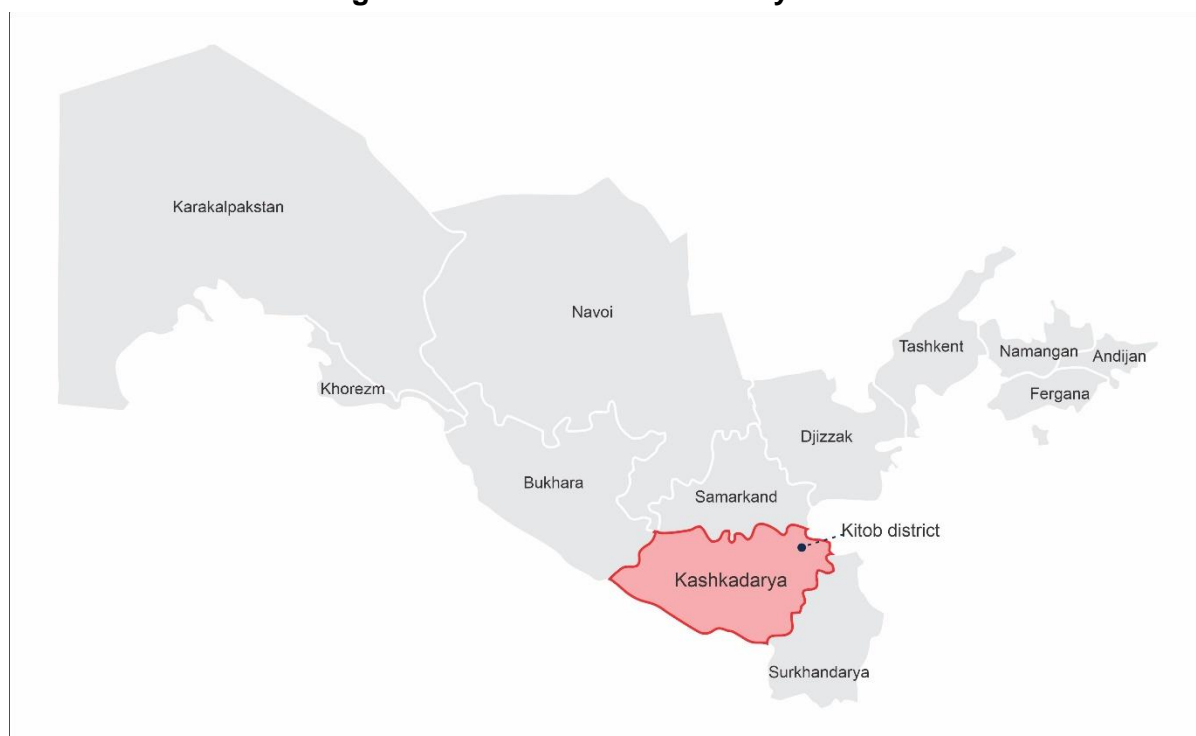 Karakalpakstan
Navoi
Tashkent
Namangan
Andijan
Khorezm
Fergana
Djizzak
Bukhara
Samarkand
Kitob district
Kashkadarya
Surkhandarya